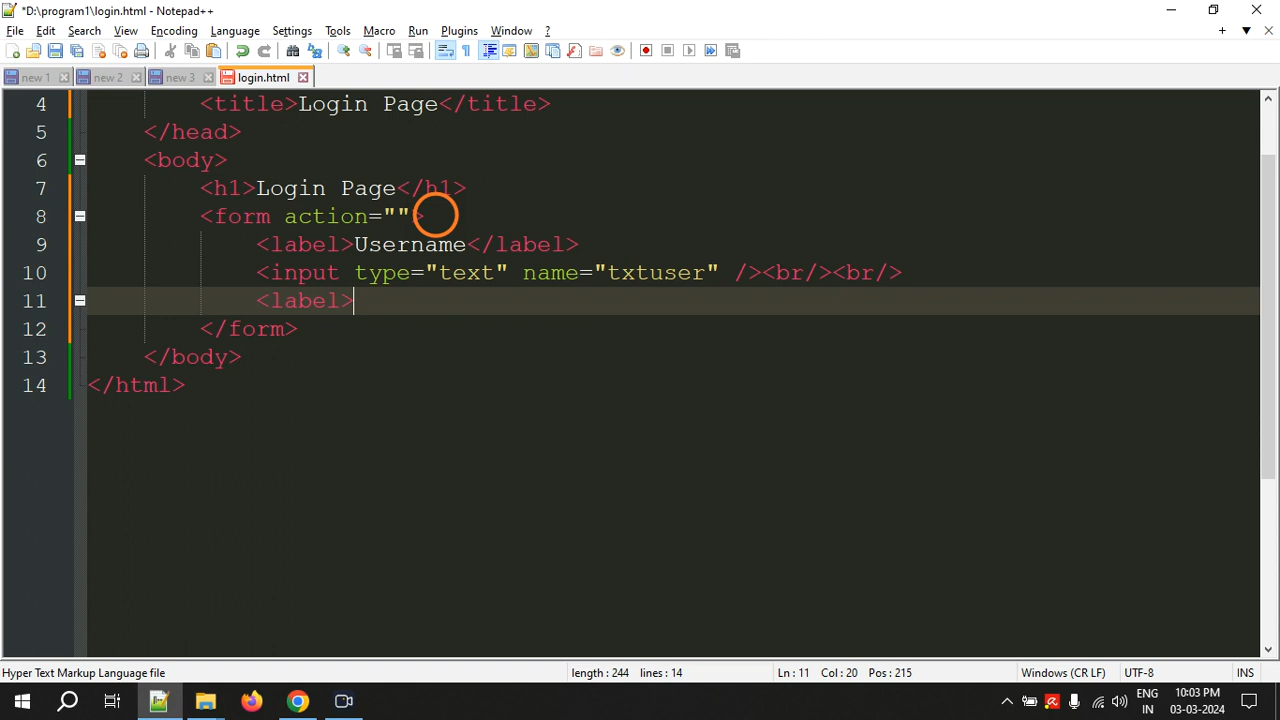 *D:\program1\login.html - Notepad++
File Edit Search View Encoding Language Settings Tools Macro Run Plugins Window ?
new 1 new 2 new 3 login.html
4 <title>Login Page</title>
5 </head>
6 <body>
7 <h1>Login Page</h1>
8 <form action="">
9 <label>Username</label>
10 <input type="text" name="txtuser" /><br/><br/>
11 <label>
12 </form>
13 </body>
14 </html>
Hyper Text Markup Language file length : 244 lines : 14 Ln : 11 Col : 20 Pos : 215 Windows (CR LF) UTF-8 INS
ENG 10:03 PM
IN 03-03-2024